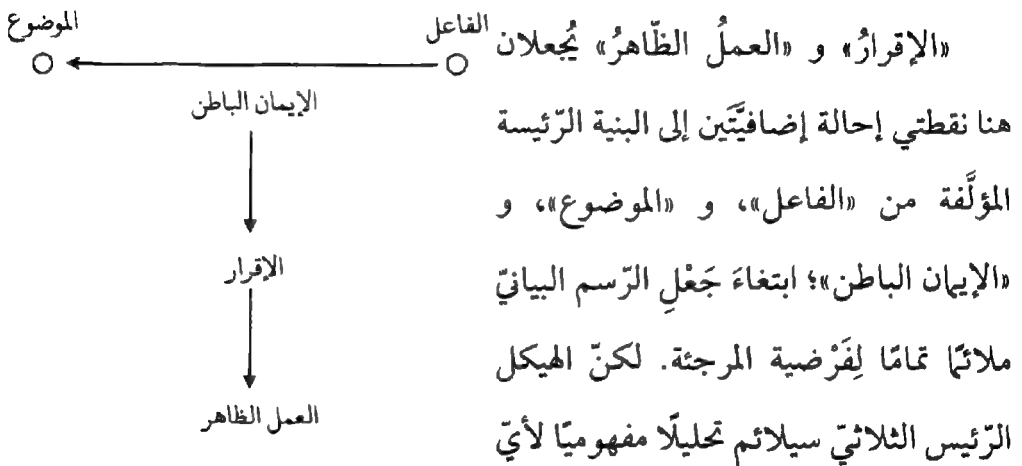 الفاعل
الموضوع
الإيمان الباطن
الإقرار
العمل الظاهر
«الإقرارُ» و «العملُ الظّاهرُ» يُجعلان
هنا نقطتي إحالة إضافيَّتَين إلى البنية الرّئيسة
المؤلَّفة من «الفاعل»، و «الموضوع»، و
«الإيمان الباطن»؛ ابتغاءَ جَعْلِ الرّسم البيانيّ
ملائمًا تمامًا لِفَرْضية المرجئة. لكنّ الهيكل
الرّئيس الثلاثيّ سيلائم تحليلًا مفهوميًا لأيّ